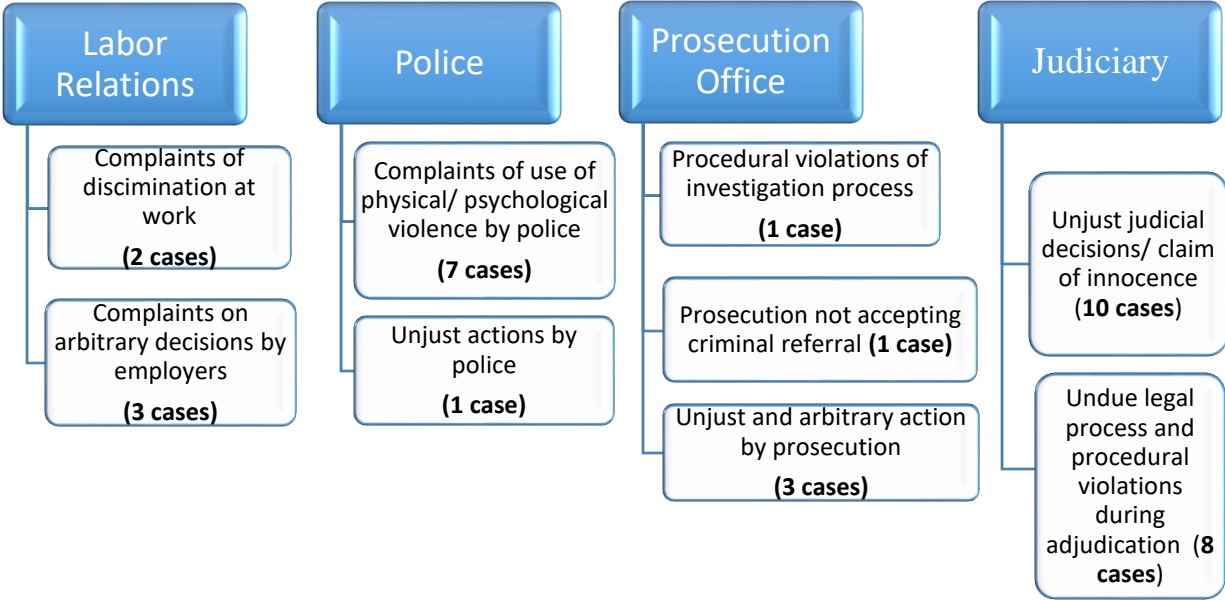 Labor
Relations
Complaints of
discimination at
work
(2 cases)
Complaints on
arbitrary decisions by
employers
(3 cases)
Police
Complaints of use of
physical/ psychological
violence by police
(7 cases)
Unjust actions by
police
(1 case)
Prosecution
Office
Procedural violations of
investigation process
(1 case)
Prosecution not accepting
criminal referral (1 case)
Unjust and arbitrary action
by prosecution
(3 cases)
Judiciary
Unjust judicial
decisions/ claim
of innocence
(10 cases)
Undue legal
process and
procedural
violations
during
adjudication (8
cases)